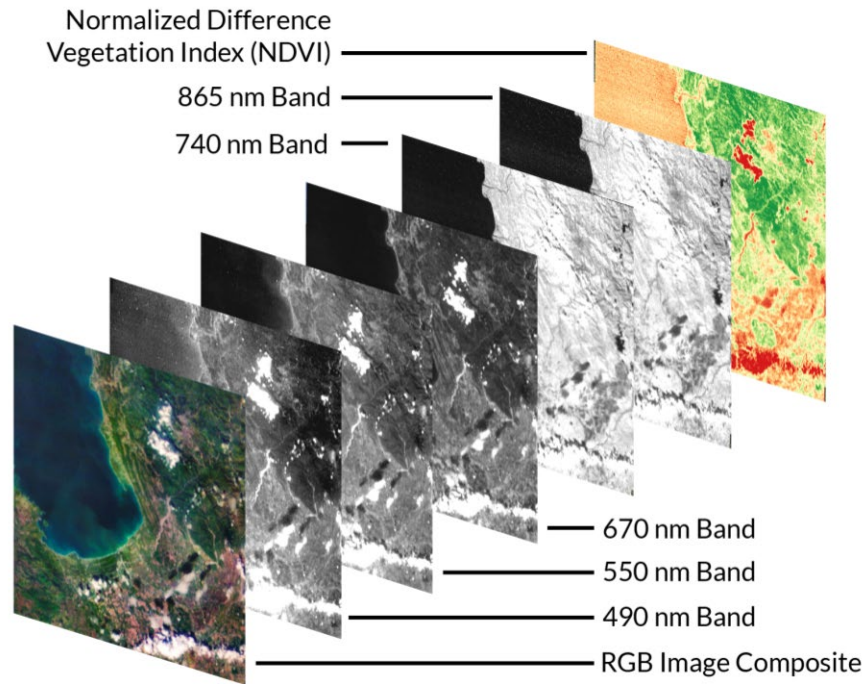 Normalized Difference
Vegetation Index (NDVI)
865 nm Band
740 nm Band
670 nm Band
550 nm Band
490 nm Band
RGB Image Composite